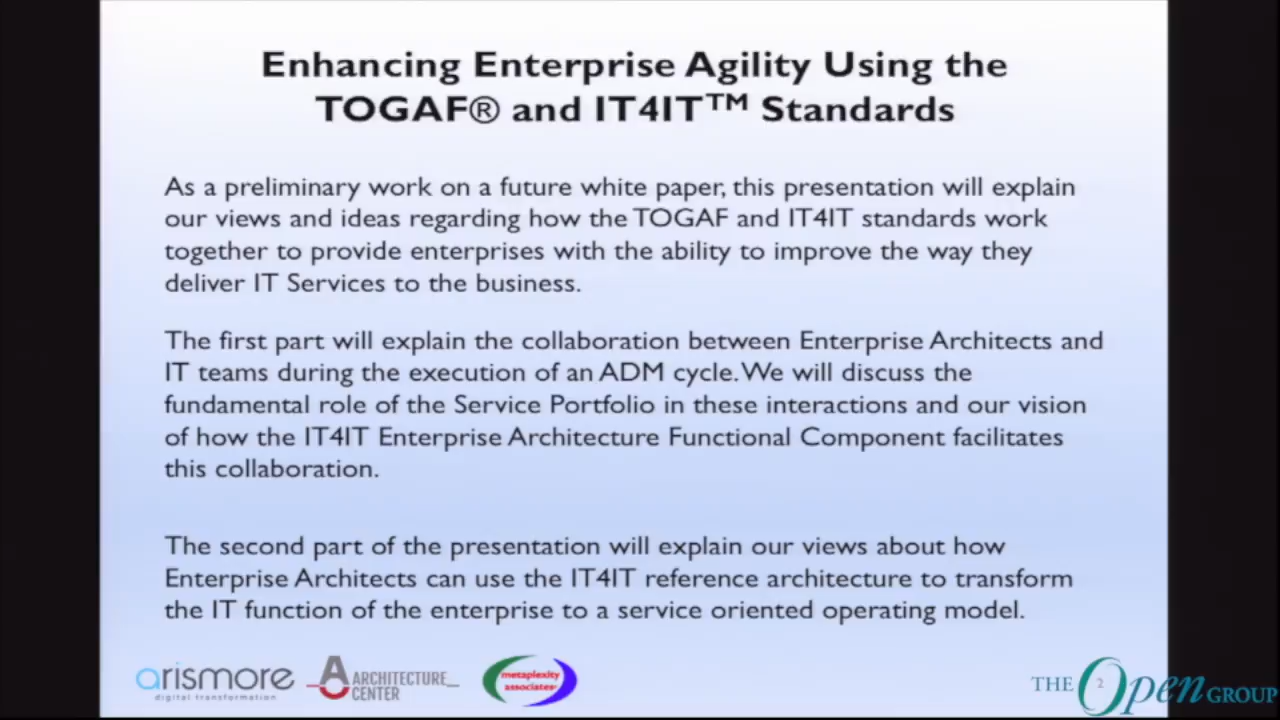 Enhancing Enterprise Agility Using the
TOGAF® and IT4IT™ Standards
As a preliminary work on a future white paper, this presentation will explain
our views and ideas regarding how the TOGAF and IT4IT standards work
together to provide enterprises with the ability to improve the way they
deliver IT Services to the business.
The first part will explain the collaboration between Enterprise Architects and
IT teams during the execution of an ADM cycle. We will discuss the
fundamental role of the Service Portfolio in these interactions and our vision
of how the IT4IT Enterprise Architecture Functional Component facilitates
this collaboration.
The second part of the presentation will explain our views about how
Enterprise Architects can use the IT4IT reference architecture to transform
the IT function of the enterprise to a service oriented operating model.
arismore
digital transformation
ARCHITECTURE
CENTER
metaplexity
associates
THE Open GROUP
2